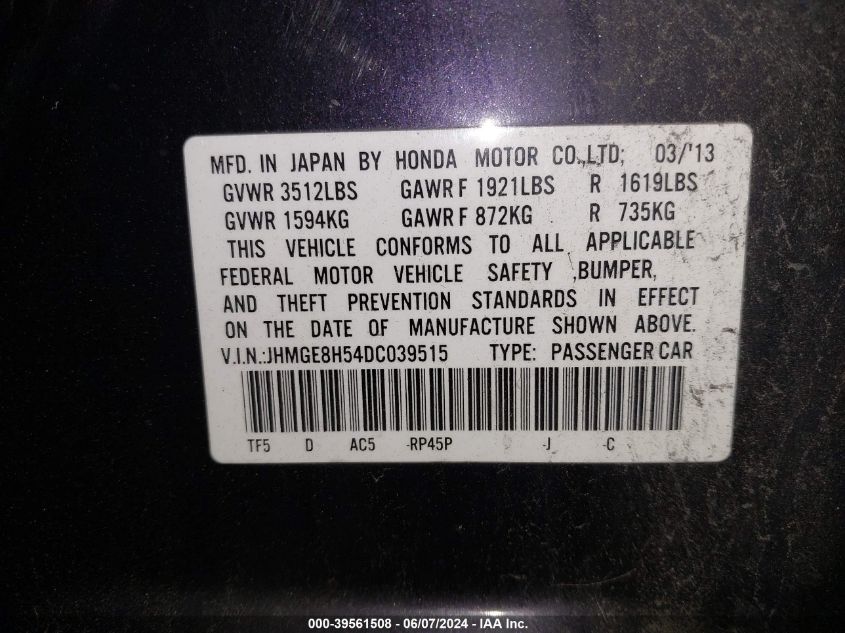 MFD. IN JAPAN BY HONDA MOTOR CO.,LTD; 03/'13
GVWR 3512LBS GAWR F 1921LBS R 1619LBS
GVWR 1594KG GAWR F 872KG R 735KG
THIS VEHICLE CONFORMS TO ALL APPLICABLE
FEDERAL MOTOR VEHICLE SAFETY ,BUMPER,
AND THEFT PREVENTION STANDARDS IN EFFECT
ON THE DATE OF MANUFACTURE SHOWN ABOVE.
V.I.N.:JHMGE8H54DC039515 TYPE: PASSENGER CAR
TF5 D AC5 -RP45P -J -C
000-39561508 - 06/07/2024 - IAA Inc.